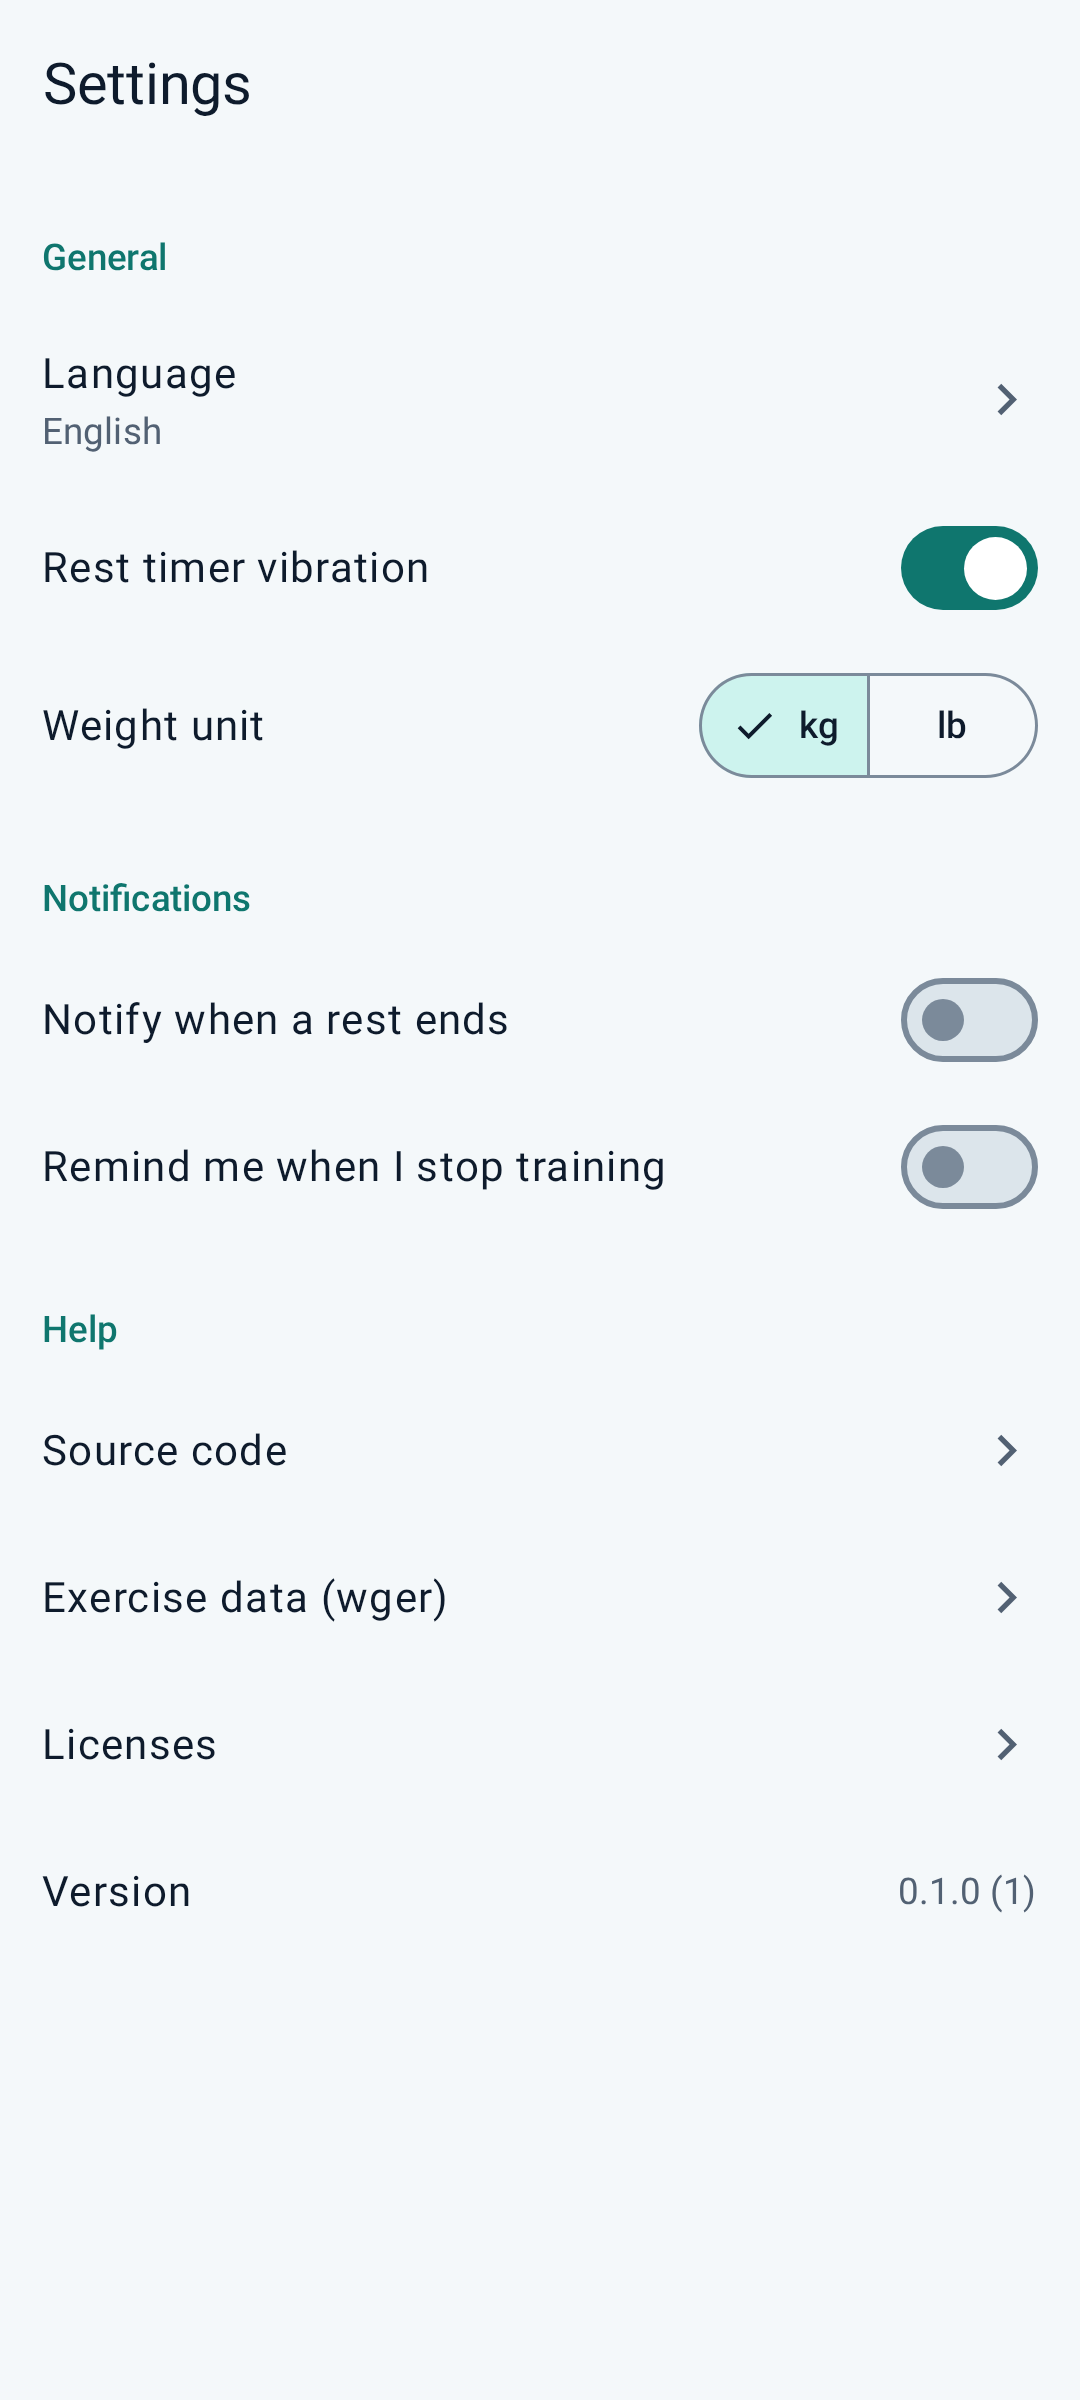 Settings
General
Language
English
Rest timer vibration
Weight unit
kg
lb
Notifications
Notify when a rest ends
Remind me when I stop training
Help
Source code
Exercise data (wger)
Licenses
Version
0.1.0 (1)